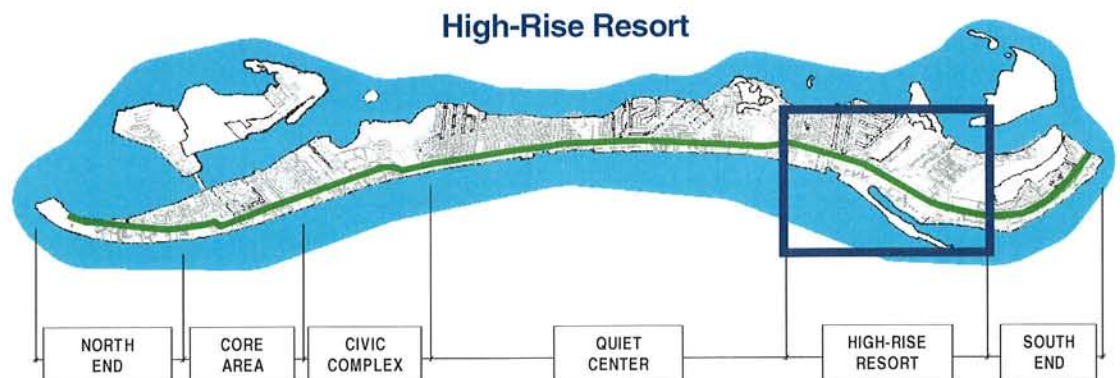 High-Rise Resort
NORTH
END
CORE
AREA
CIVIC
COMPLEX
QUIET
CENTER
HIGH-RISE
RESORT
SOUTH
END